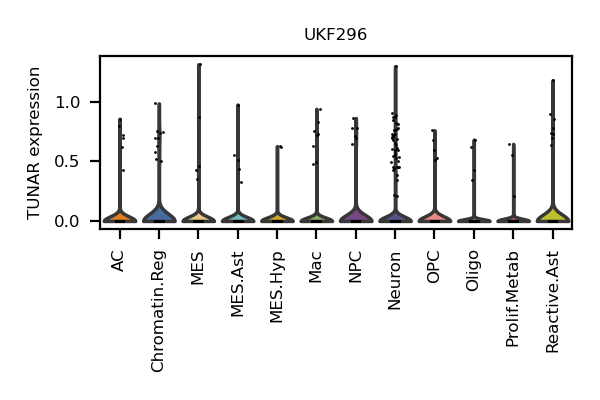 UKF296
TUNAR expression
1.0
0.5
0.0
AC
Chromatin.Reg
MES
MES.Ast
MES.Hyp
Mac
NPC
Neuron
OPC
Oligo
Prolif.Metab
Reactive.Ast